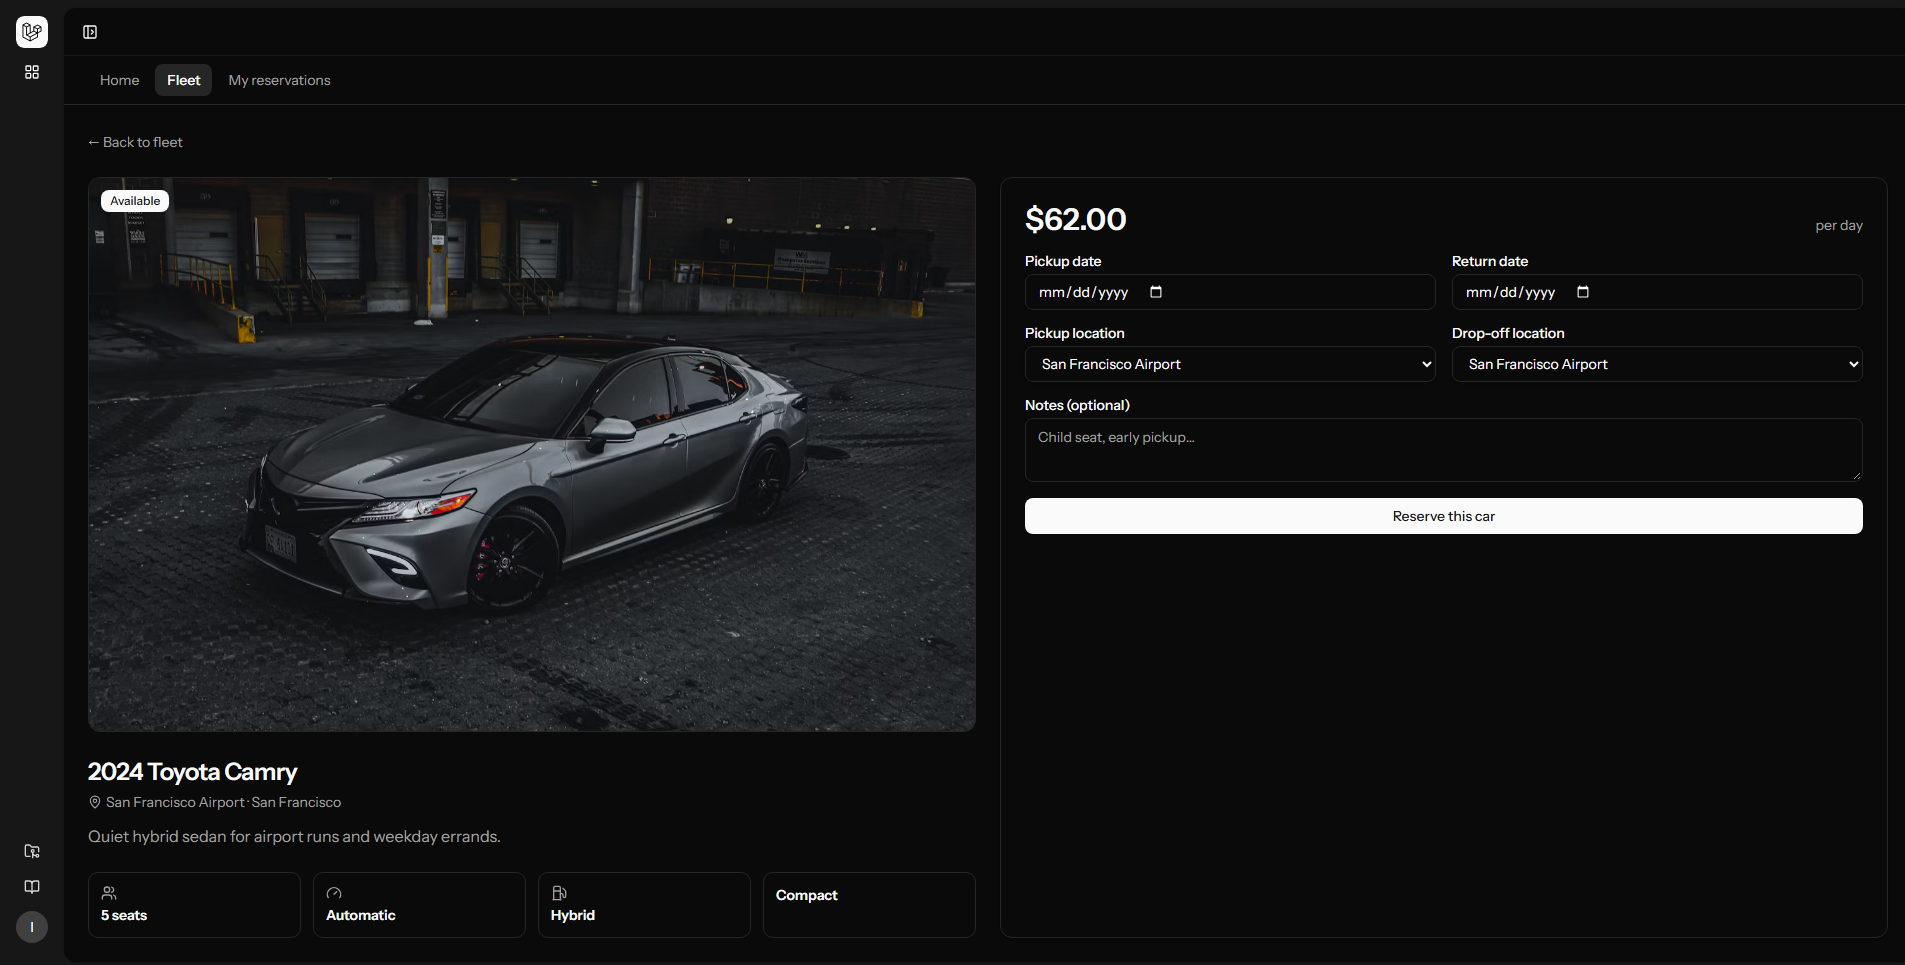 Home
Fleet
My reservations
← Back to fleet
Available
$62.00
per day
Pickup date
Return date
mm/dd/yyyy
mm/dd/yyyy
Pickup location
Drop-off location
San Francisco Airport
San Francisco Airport
Notes (optional)
Child seat, early pickup...
Reserve this car
2024 Toyota Camry
San Francisco Airport · San Francisco
Quiet hybrid sedan for airport runs and weekday errands.
5 seats
Automatic
Hybrid
Compact
I